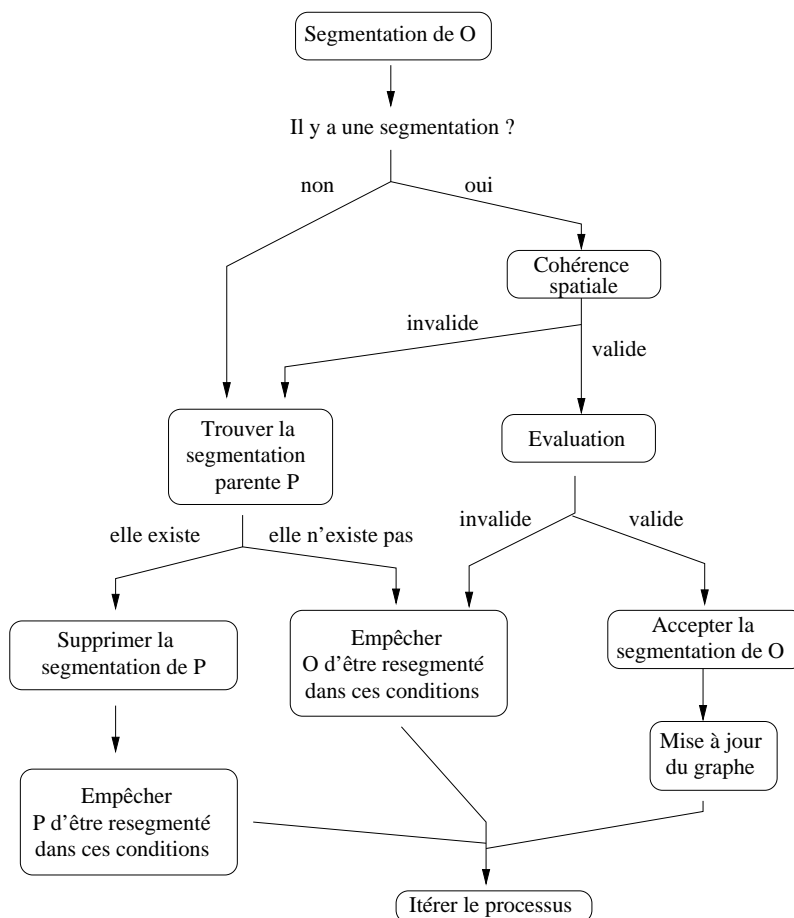 Segmentation de O
Il y a une segmentation ?
non
oui
Cohérence
spatiale
invalide
valide
Trouver la
segmentation
parente P
Evaluation
elle existe
elle n'existe pas
invalide
valide
Supprimer la
segmentation de P
Empêcher
O d'être resegmenté
dans ces conditions
Accepter la
segmentation de O
Mise à jour
du graphe
Empêcher
P d'être resegmenté
dans ces conditions
Itérer le processus